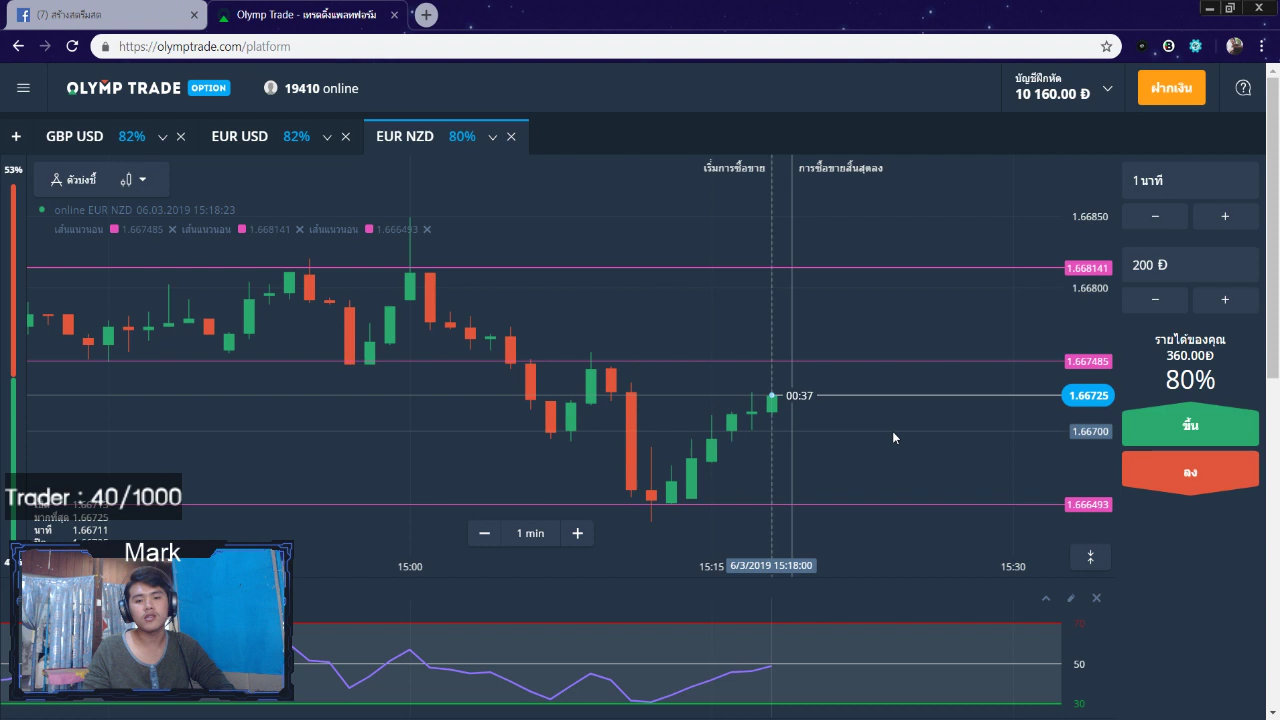 (7) สร้างสตรีมสด
Olymp Trade - เทรดดิ้งแพลทฟอร์ม
https://olymptrade.com/platform
OLYMP TRADE OPTION
19410 online
บัญชีฝึกหัด
10 160.00 Đ
ฝากเงิน
GBP USD 82%
EUR USD 82%
EUR NZD 80%
53%
ตัวบ่งชี้
เริ่มการซื้อขาย
การซื้อขายสิ้นสุดลง
1 นาที
online EUR NZD 06.03.2019 15:18:23
เส้นแนวนอน 1.667485 เส้นแนวนอน 1.668141 เส้นแนวนอน 1.666493
1.66850
1.668141
1.66800
1.667485
1.66725
1.66700
1.666493
00:37
200 Đ
รายได้ของคุณ
360.00Đ
80%
ขึ้น
ลง
Trader : 40/1000
มากที่สุด 1.66725
นาที 1.66711
1 min
15:00
15:15
6/3/2019 15:18:00
15:30
Mark
70
50
30